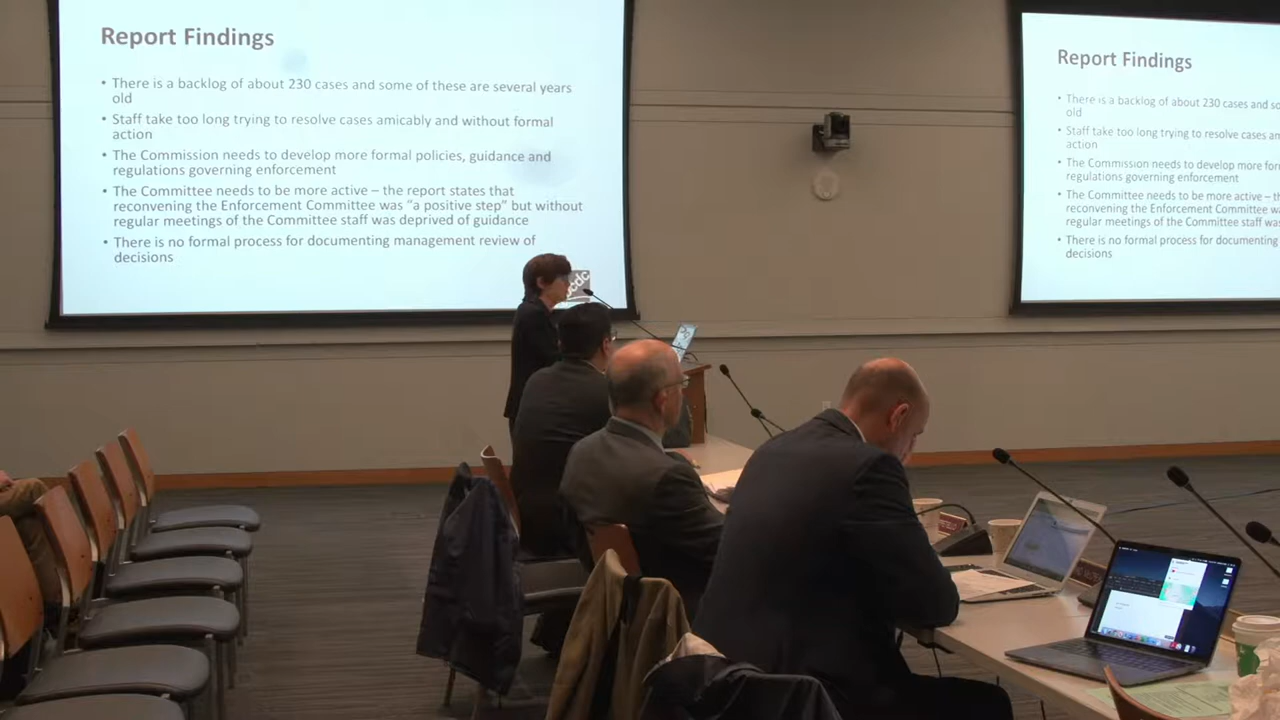 Report Findings
• There is a backlog of about 230 cases and some of these are several years
old
• Staff take too long trying to resolve cases amicably and without formal
action
• The Commission needs to develop more formal policies, guidance and
regulations governing enforcement
• The Committee needs to be more active – the report states that
reconvening the Enforcement Committee was "a positive step" but without
regular meetings of the Committee staff was deprived of guidance
• There is no formal process for documenting management review of
decisions
bcdc
Report Findings
• There is a backlog of about 230 cases and so
old
• Staff take too long trying to resolve cases an
action
• The Commission needs to develop more for
regulations governing enforcement
• The Committee needs to be more active – th
reconvening the Enforcement Committee wa
regular meetings of the Committee staff was
• There is no formal process for documenting
decisions